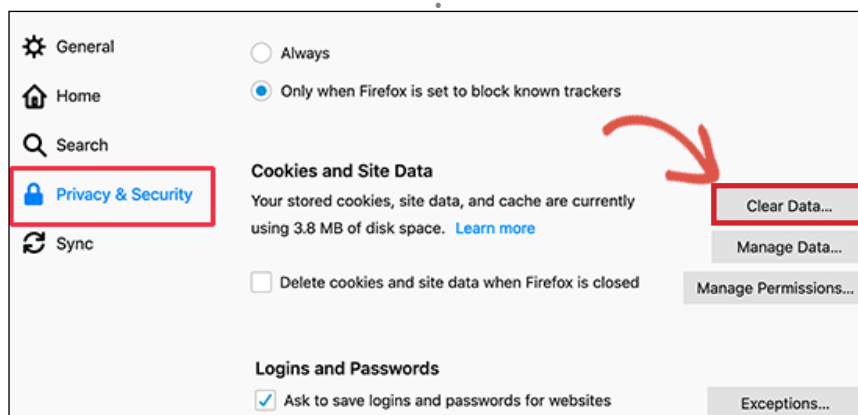 General
Home
Search
Privacy & Security
Sync
Always
Only when Firefox is set to block known trackers
Cookies and Site Data
Your stored cookies, site data, and cache are currently
using 3.8 MB of disk space. Learn more
Clear Data...
Manage Data...
Delete cookies and site data when Firefox is closed
Manage Permissions...
Logins and Passwords
Ask to save logins and passwords for websites
Exceptions...